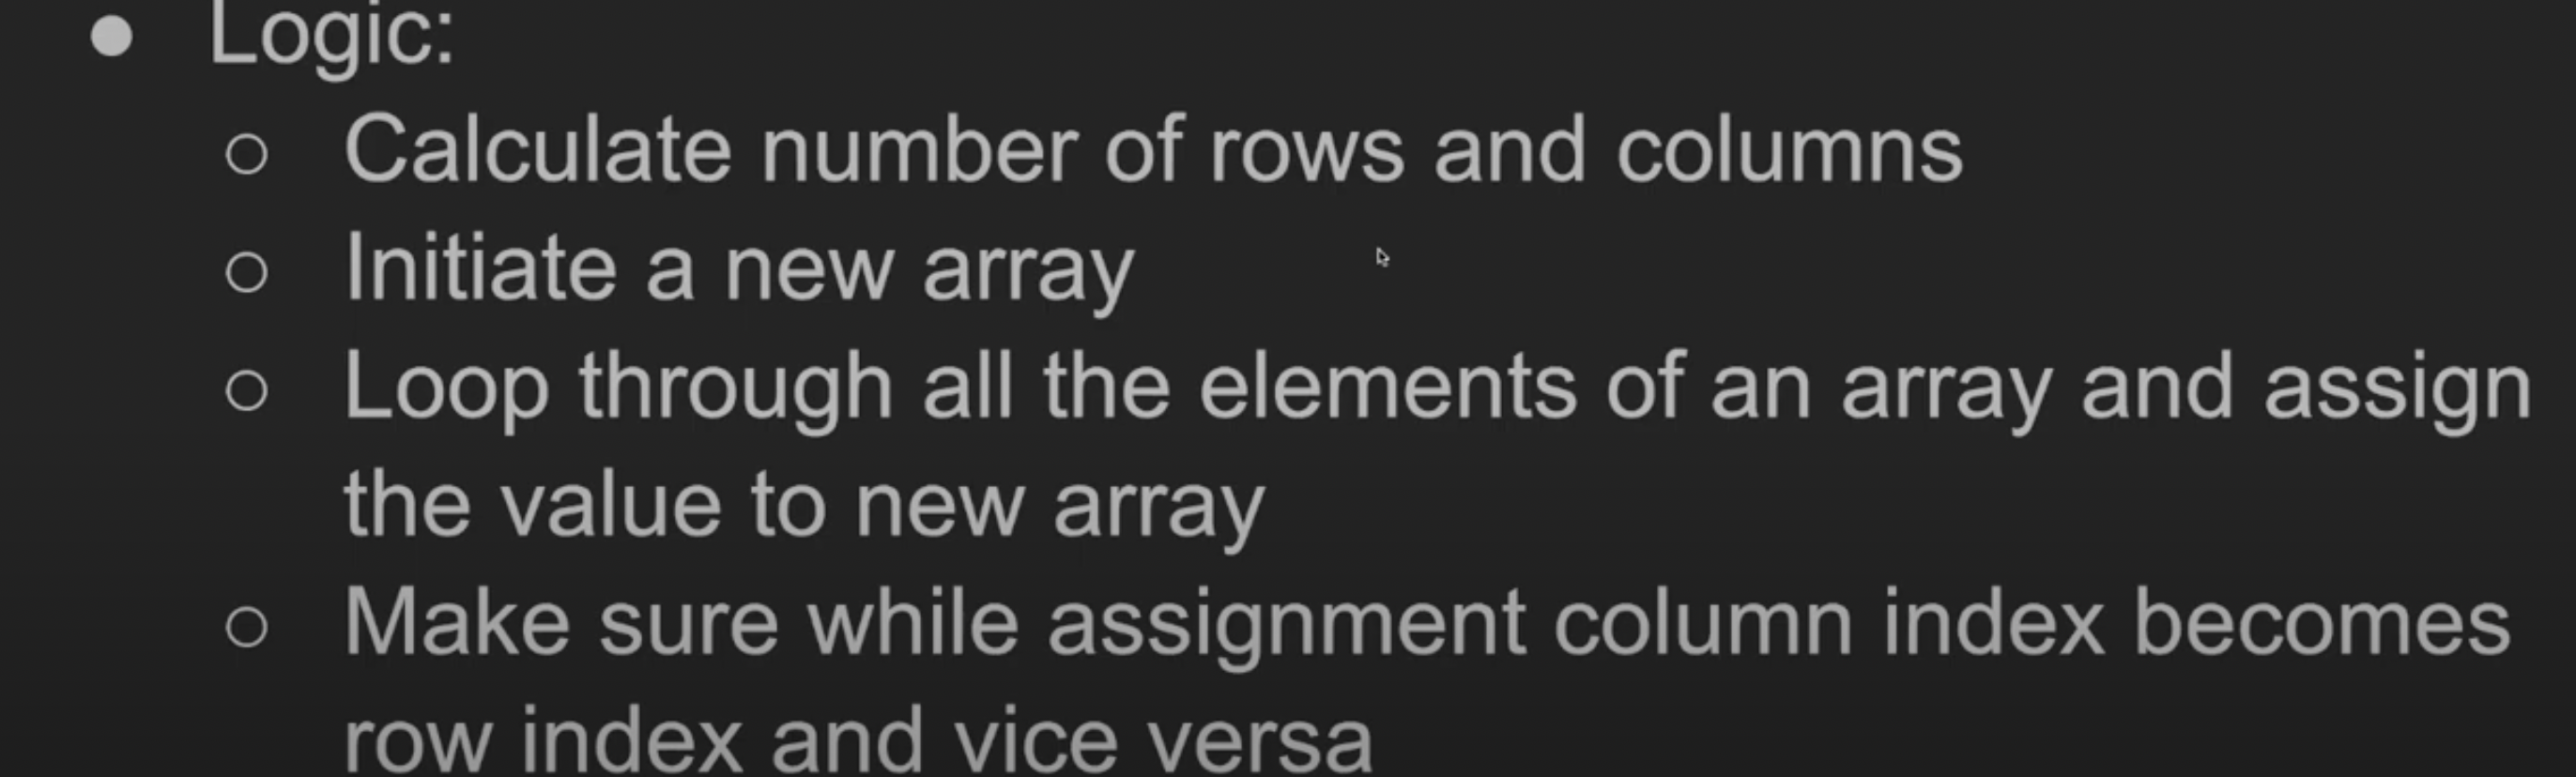 ● Logic:
○ Calculate number of rows and columns
○ Initiate a new array
○ Loop through all the elements of an array and assign
the value to new array
○ Make sure while assignment column index becomes
row index and vice versa